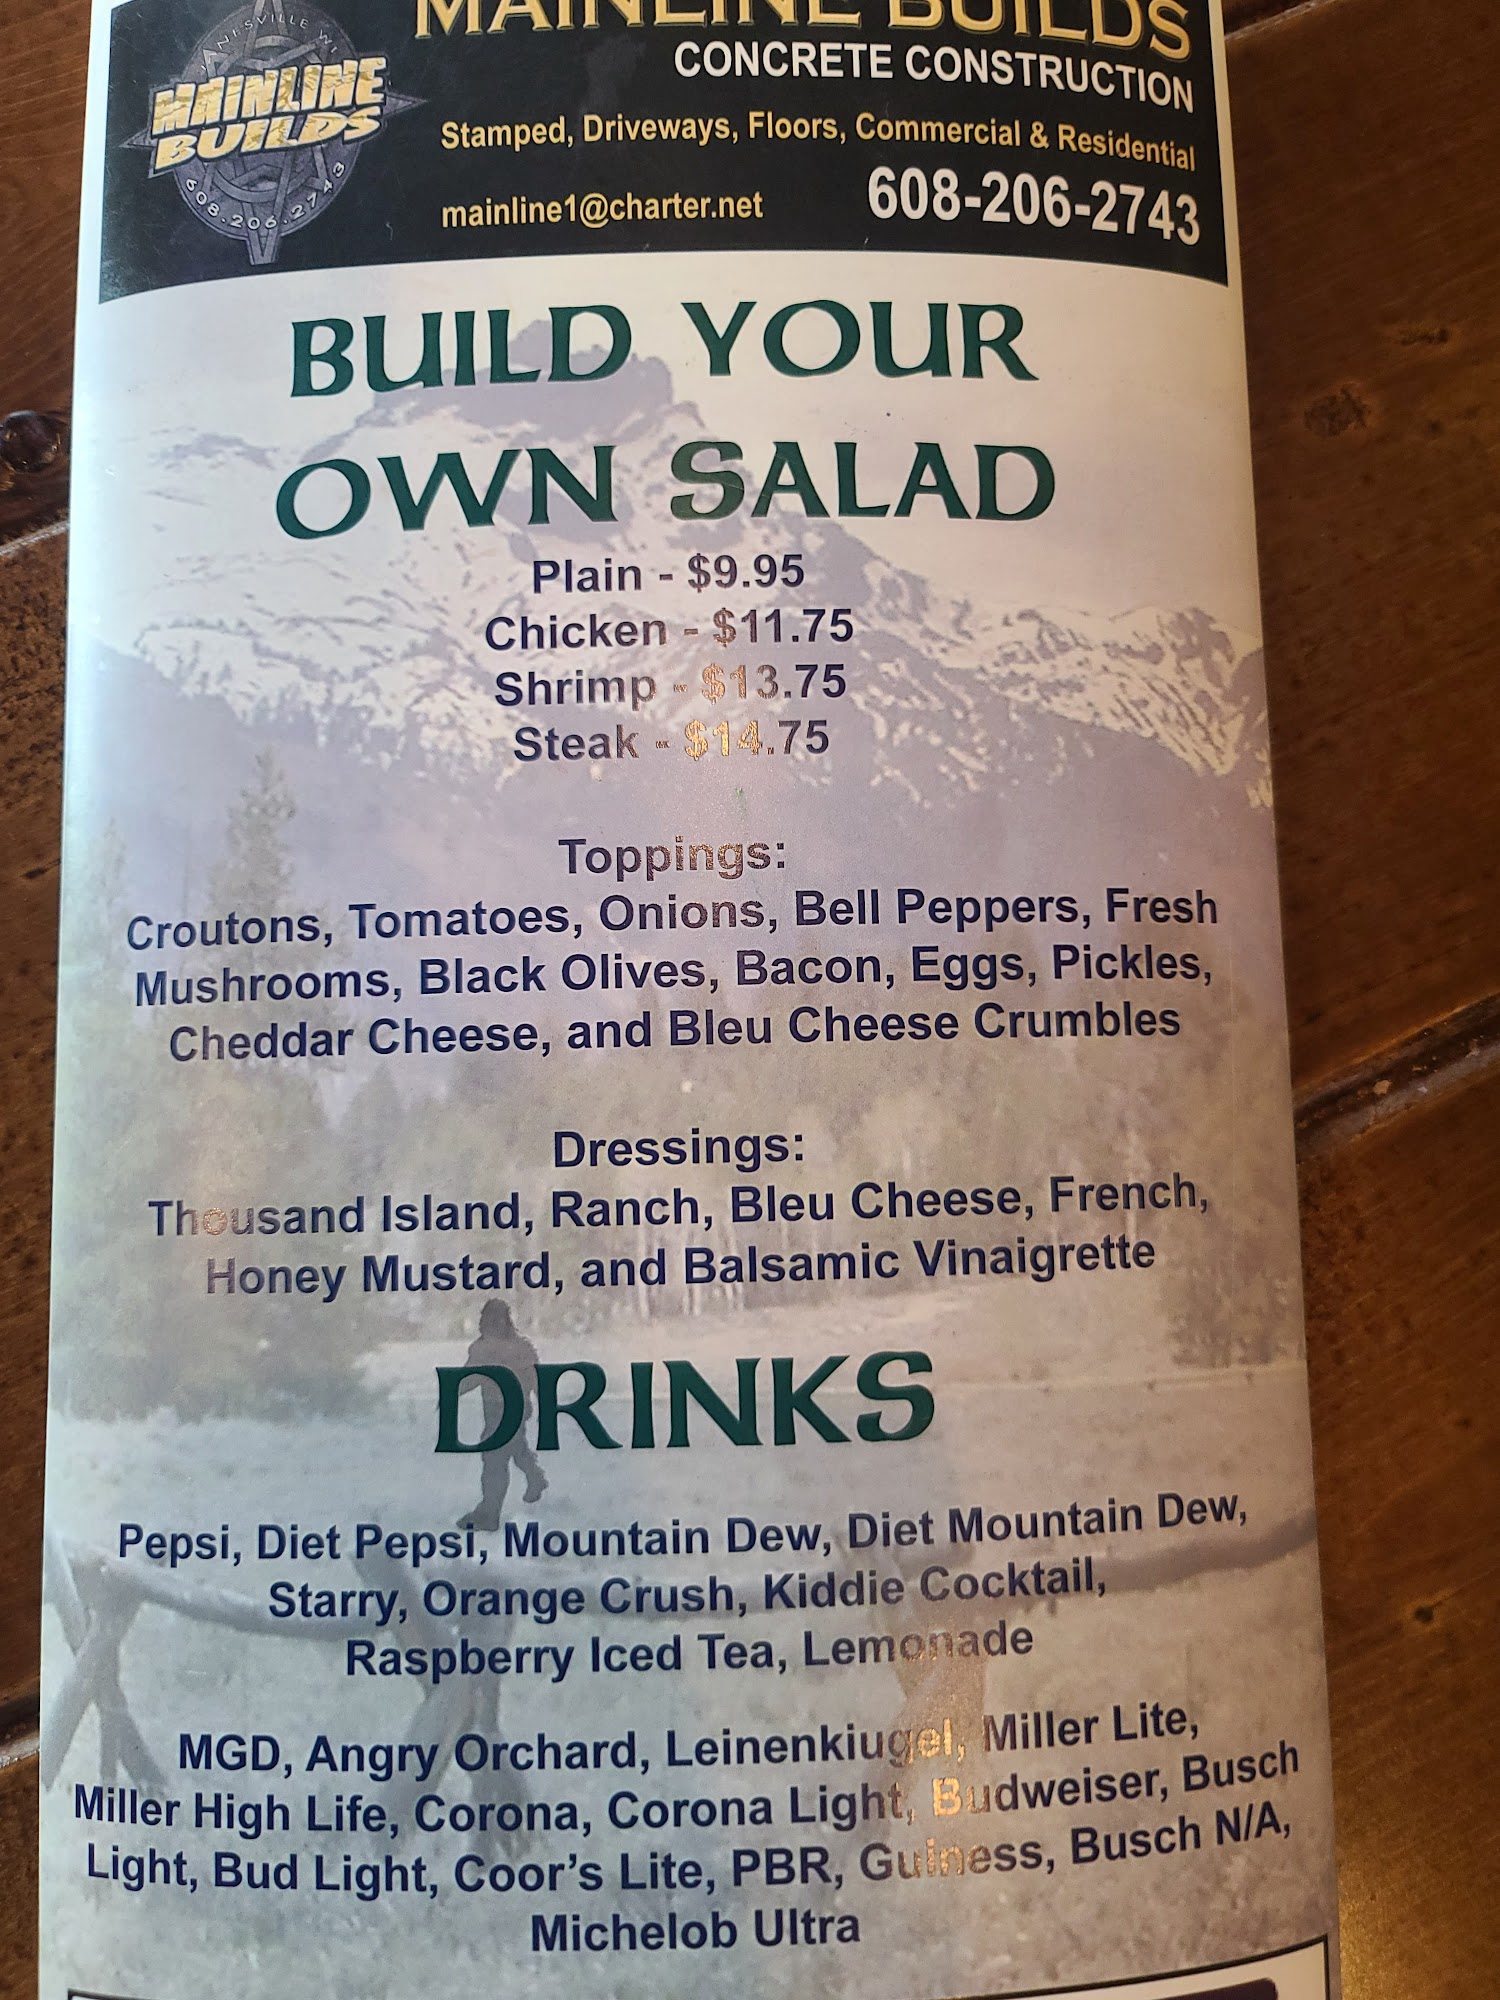 MAINLINE BUILDS
CONCRETE CONSTRUCTION
Stamped, Driveways, Floors, Commercial & Residential
mainline1@charter.net 608-206-2743
JANESVILLE WI
MAINLINE
BUILDS
608.206.2743
BUILD YOUR
OWN SALAD
Plain - $9.95
Chicken - $11.75
Shrimp - $13.75
Steak - $14.75
Toppings:
Croutons, Tomatoes, Onions, Bell Peppers, Fresh
Mushrooms, Black Olives, Bacon, Eggs, Pickles,
Cheddar Cheese, and Bleu Cheese Crumbles
Dressings:
Thousand Island, Ranch, Bleu Cheese, French,
Honey Mustard, and Balsamic Vinaigrette
DRINKS
Pepsi, Diet Pepsi, Mountain Dew, Diet Mountain Dew,
Starry, Orange Crush, Kiddie Cocktail,
Raspberry Iced Tea, Lemonade
MGD, Angry Orchard, Leinenkiugel, Miller Lite,
Miller High Life, Corona, Corona Light, Budweiser, Busch
Light, Bud Light, Coor's Lite, PBR, Guiness, Busch N/A,
Michelob Ultra